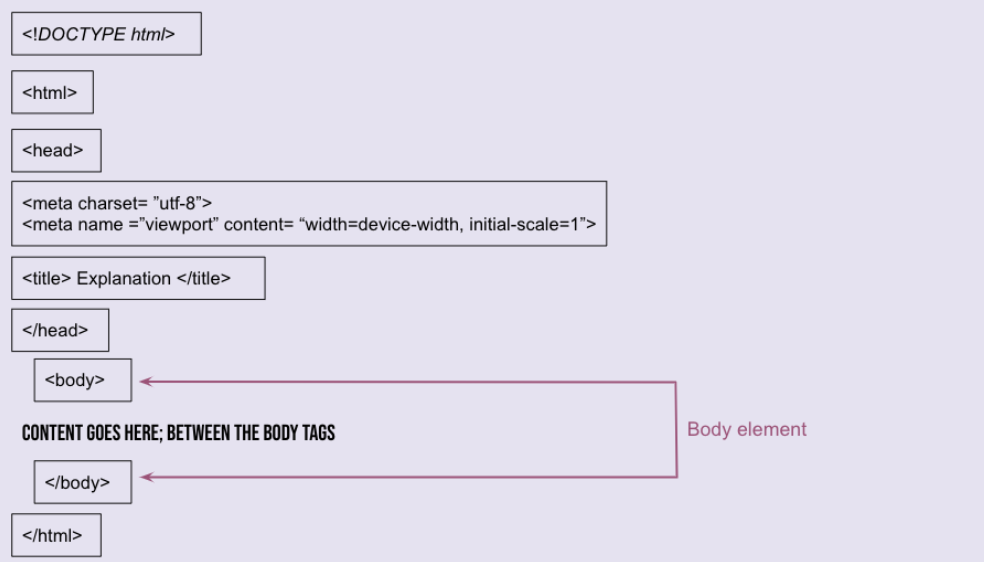 <!DOCTYPE html>
<html>
<head>
<meta charset= ”utf-8”>
<meta name =”viewport” content= “width=device-width, initial-scale=1”>
<title> Explanation </title>
</head>
<body>
CONTENT GOES HERE; BETWEEN THE BODY TAGS
Body element
</body>
</html>